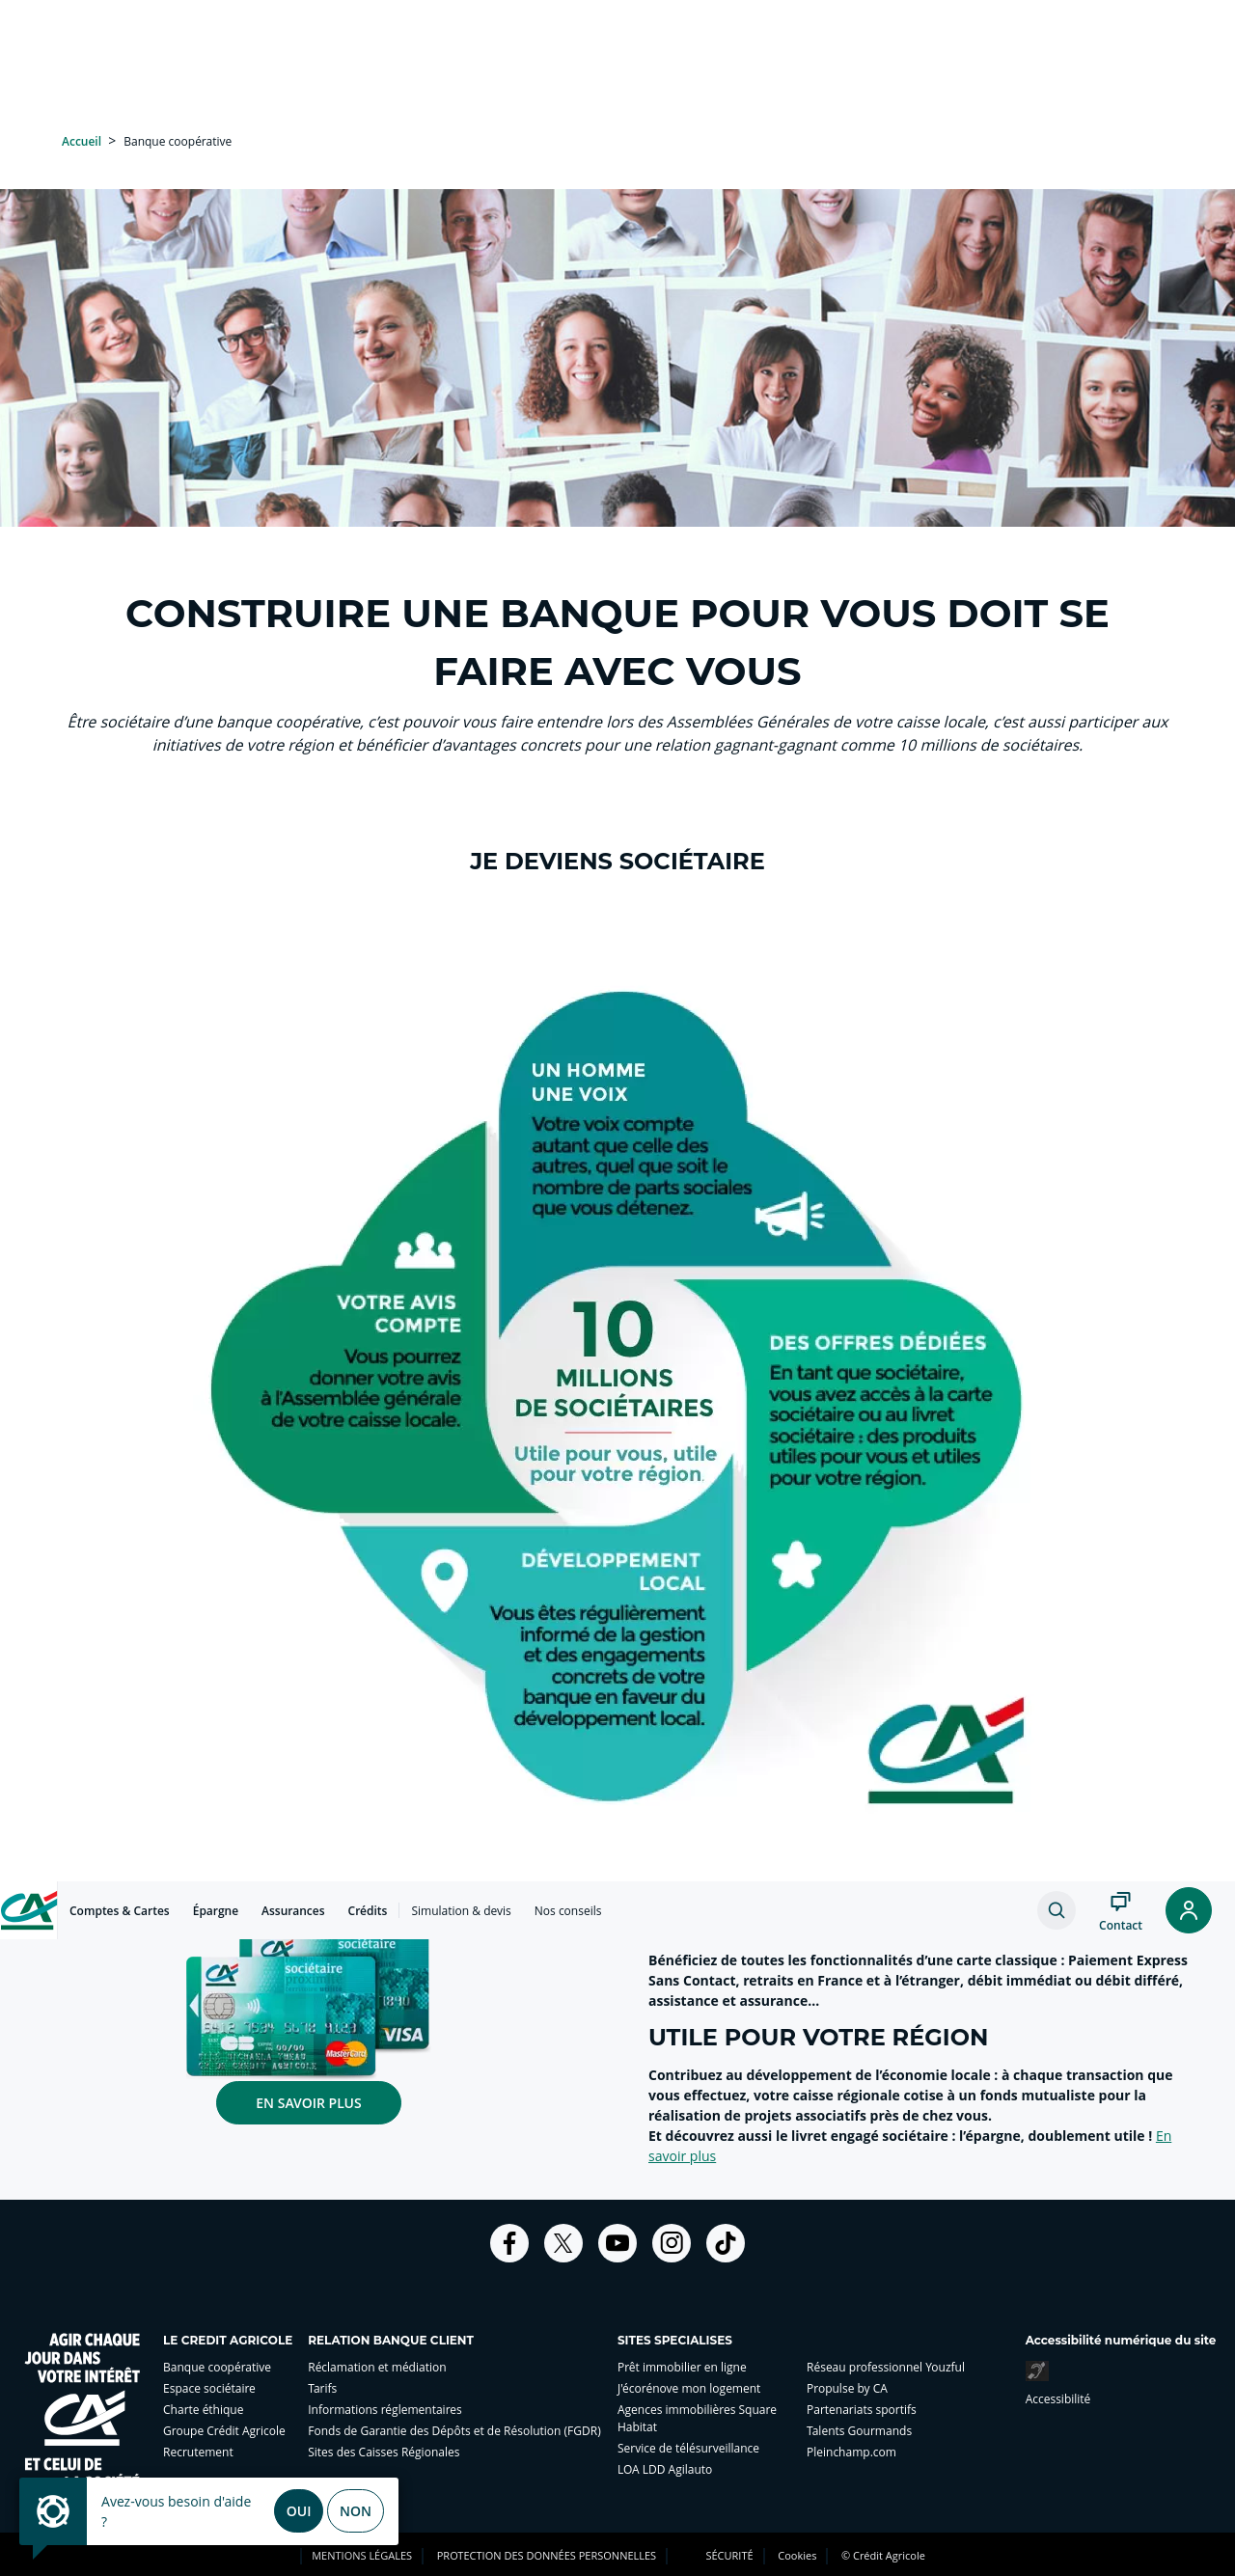 Accueil > Banque coopérative
CONSTRUIRE UNE BANQUE POUR VOUS DOIT SE
FAIRE AVEC VOUS
Être sociétaire d’une banque coopérative, c’est pouvoir vous faire entendre lors des Assemblées Générales de votre caisse locale, c’est aussi participer aux
initiatives de votre région et bénéficier d’avantages concrets pour une relation gagnant-gagnant comme 10 millions de sociétaires.
JE DEVIENS SOCIÉTAIRE
UN HOMME
UNE VOIX
Votre voix compte
autant que celle des
autres, quel que soit le
nombre de parts sociales
que vous détenez.
VOTRE AVIS
COMPTE
Vous pourrez
donner votre avis
à l’Assemblée générale
de votre caisse locale.
10
MILLIONS
DE SOCIÉTAIRES
Utile pour vous, utile
pour votre région.
DES OFFRES DÉDIÉES
En tant que sociétaire,
vous avez accès à la carte
sociétaire ou au livret
sociétaire : des produits
utiles pour vous et utiles
pour votre région.
DÉVELOPPEMENT
LOCAL
Vous êtes régulièrement
informé de la gestion
et des engagements
concrets de votre
banque en faveur du
développement local.
CA
CA
Comptes & Cartes
Épargne
Assurances
Crédits
Simulation & devis
Nos conseils
Contact
sociétaire
CA
sociétaire
proximité
VISA
MasterCard
EN SAVOIR PLUS
Bénéficiez de toutes les fonctionnalités d’une carte classique : Paiement Express
Sans Contact, retraits en France et à l’étranger, débit immédiat ou débit différé,
assistance et assurance...
UTILE POUR VOTRE RÉGION
Contribuez au développement de l’économie locale : à chaque transaction que
vous effectuez, votre caisse régionale cotise à un fonds mutualiste pour la
réalisation de projets associatifs près de chez vous.
Et découvrez aussi le livret engagé sociétaire : l’épargne, doublement utile ! En
savoir plus
AGIR CHAQUE
JOUR DANS
VOTRE INTÉRÊT
CA
ET CELUI DE
LE CREDIT AGRICOLE
Banque coopérative
Espace sociétaire
Charte éthique
Groupe Crédit Agricole
Recrutement
RELATION BANQUE CLIENT
Réclamation et médiation
Tarifs
Informations réglementaires
Fonds de Garantie des Dépôts et de Résolution (FGDR)
Sites des Caisses Régionales
SITES SPECIALISES
Prêt immobilier en ligne
J'écorénove mon logement
Agences immobilières Square
Habitat
Service de télésurveillance
LOA LDD Agilauto
Réseau professionnel Youzful
Propulse by CA
Partenariats sportifs
Talents Gourmands
Pleinchamp.com
Accessibilité numérique du site
Accessibilité
Avez-vous besoin d'aide
?
OUI
NON
MENTIONS LÉGALES
PROTECTION DES DONNÉES PERSONNELLES
SÉCURITÉ
Cookies
© Crédit Agricole